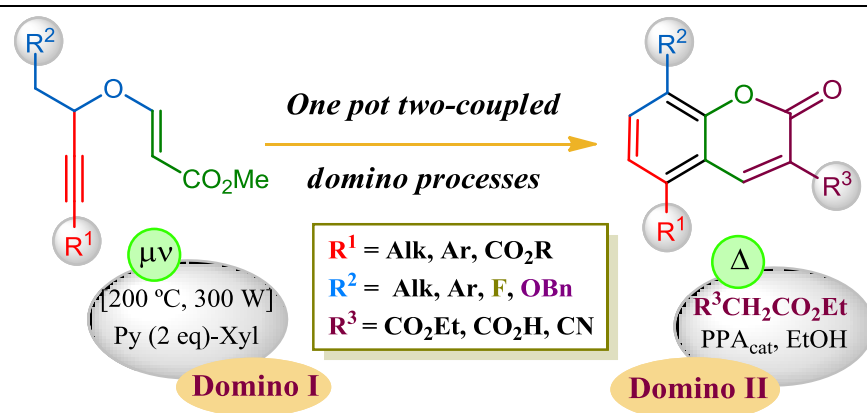 R²
O
CO₂Me
R¹
One pot two-coupled
domino processes
R²
O
O
R³
R¹
μν
[200 ºC, 300 W]
Py (2 eq)-Xyl
Domino I
R¹ = Alk, Ar, CO₂R
R² = Alk, Ar, F, OBn
R³ = CO₂Et, CO₂H, CN
Δ
R³CH₂CO₂Et
PPAcat, EtOH
Domino II